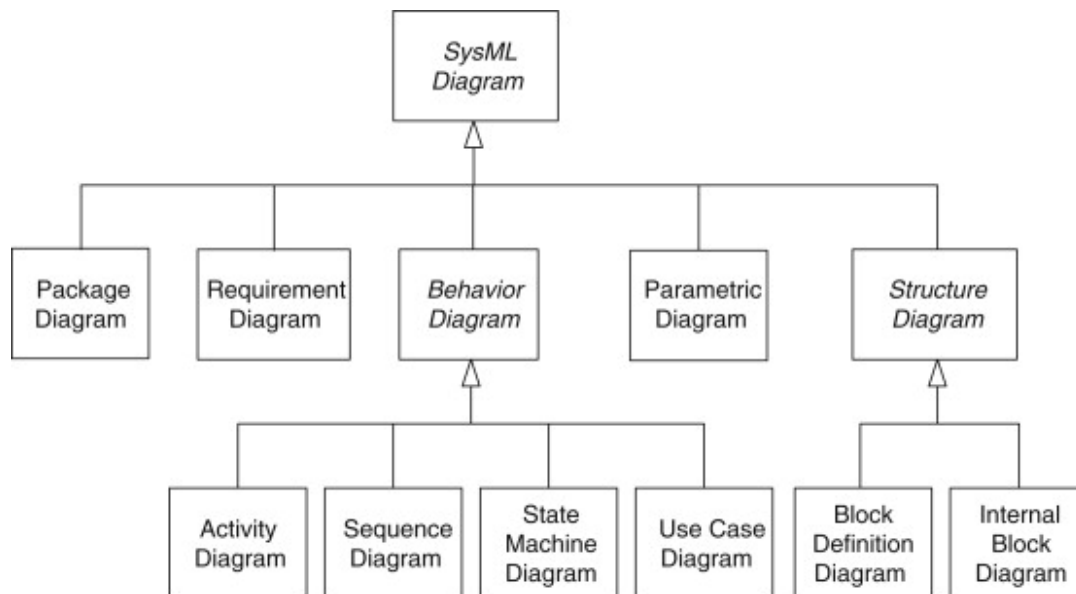 SysML
Diagram
Package
Diagram
Requirement
Diagram
Behavior
Diagram
Parametric
Diagram
Structure
Diagram
Activity
Diagram
Sequence
Diagram
State
Machine
Diagram
Use Case
Diagram
Block
Definition
Diagram
Internal
Block
Diagram